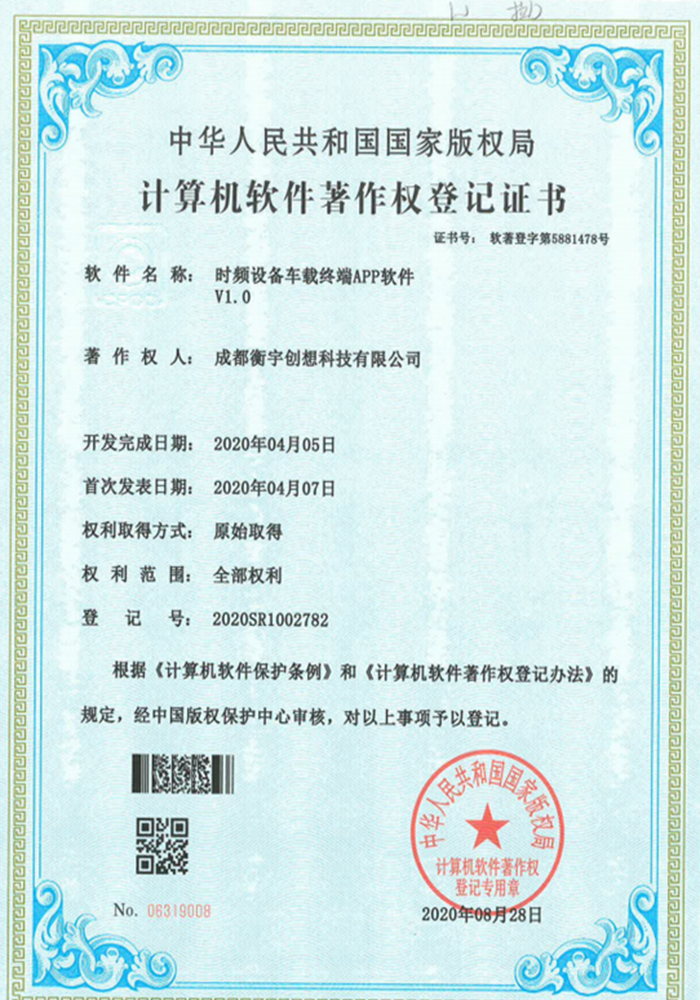 中华人民共和国国家版权局
计算机软件著作权登记证书
证书号： 软著登字第5881478号
软件名称： 时频设备车载终端APP软件
V1.0
著作权人： 成都衡宇创想科技有限公司
开发完成日期： 2020年04月05日
首次发表日期： 2020年04月07日
权利取得方式： 原始取得
权利范围： 全部权利
登记号： 2020SR1002782
根据《计算机软件保护条例》和《计算机软件著作权登记办法》的
规定，经中国版权保护中心审核，对以上事项予以登记。
中华人民共和国国家版权局
计算机软件著作权
登记专用章
No. 06319008
2020年08月28日